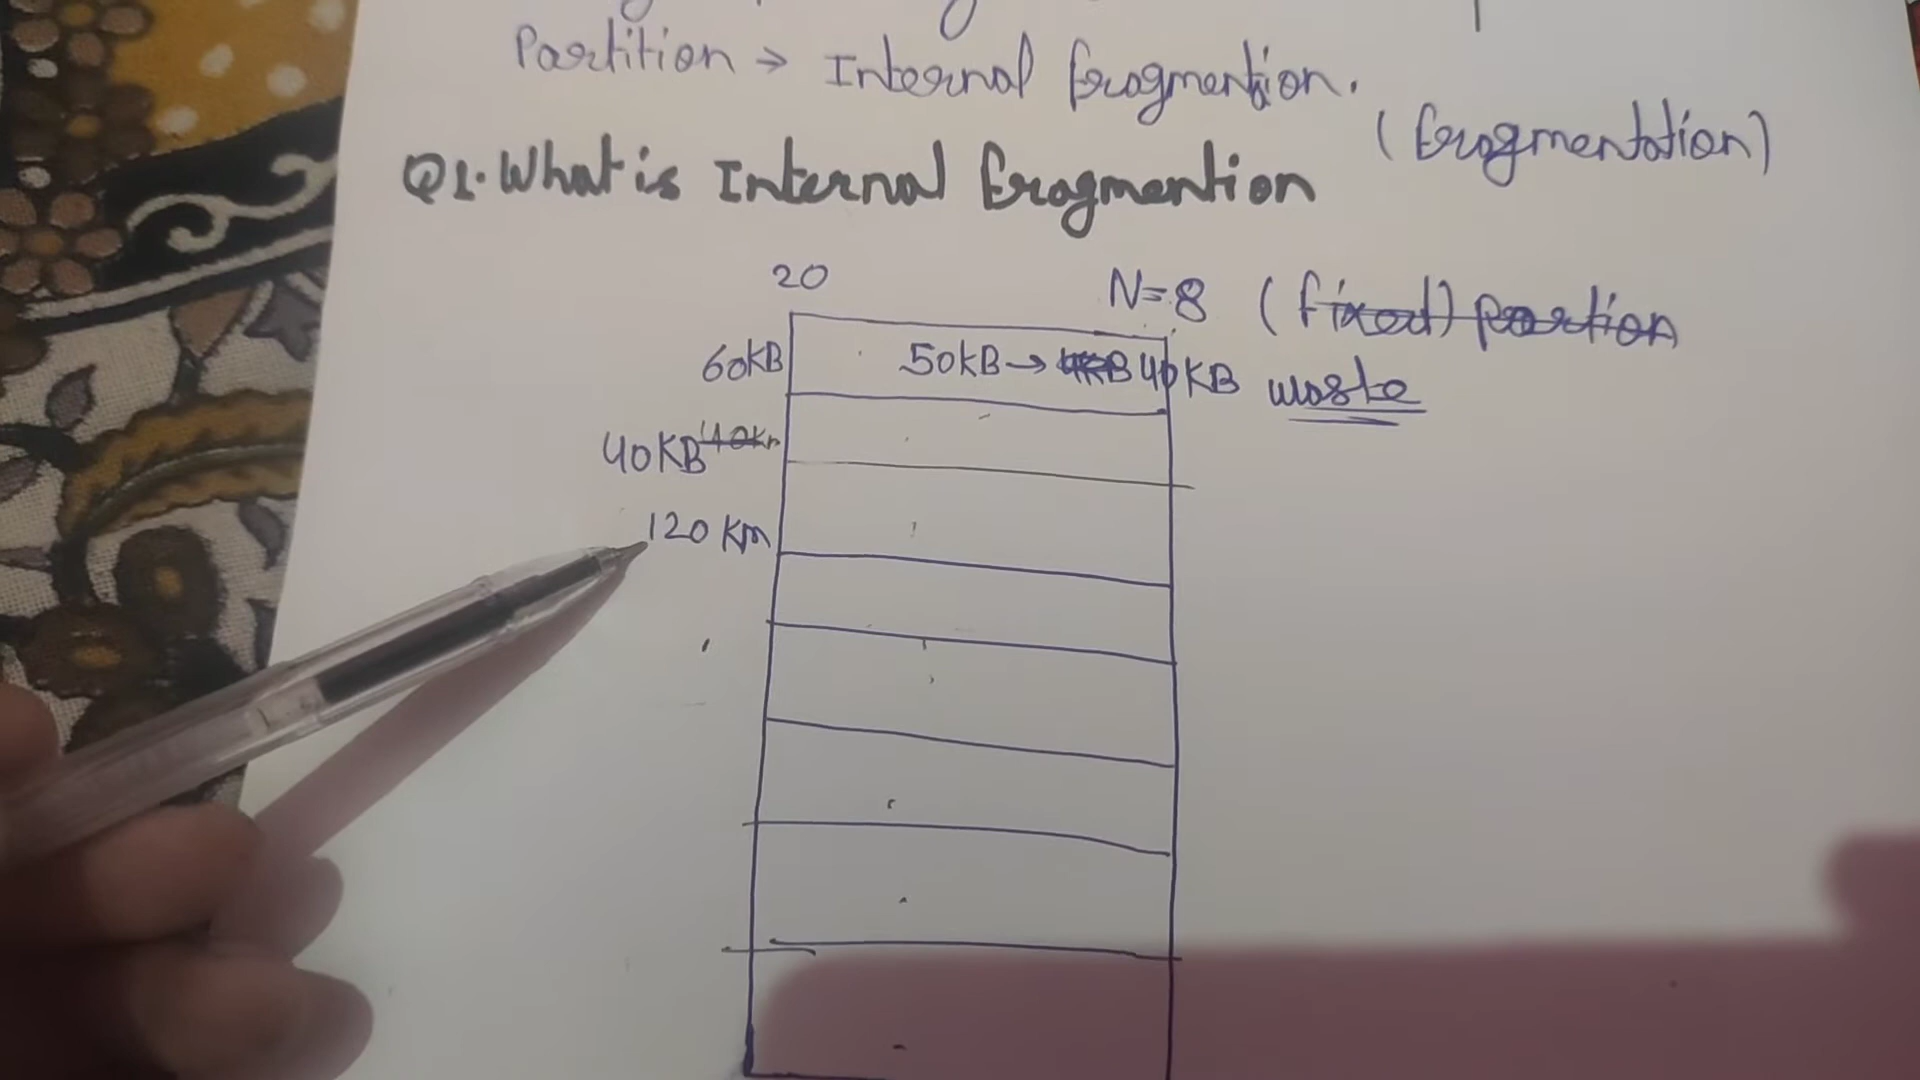 Partition → Internal fragmention.
(fragmentation)
Q1. What is Internal fragmention
20
N=8 (fixed) partion
60KB 50KB → 40KB waste
40KB
120 Km